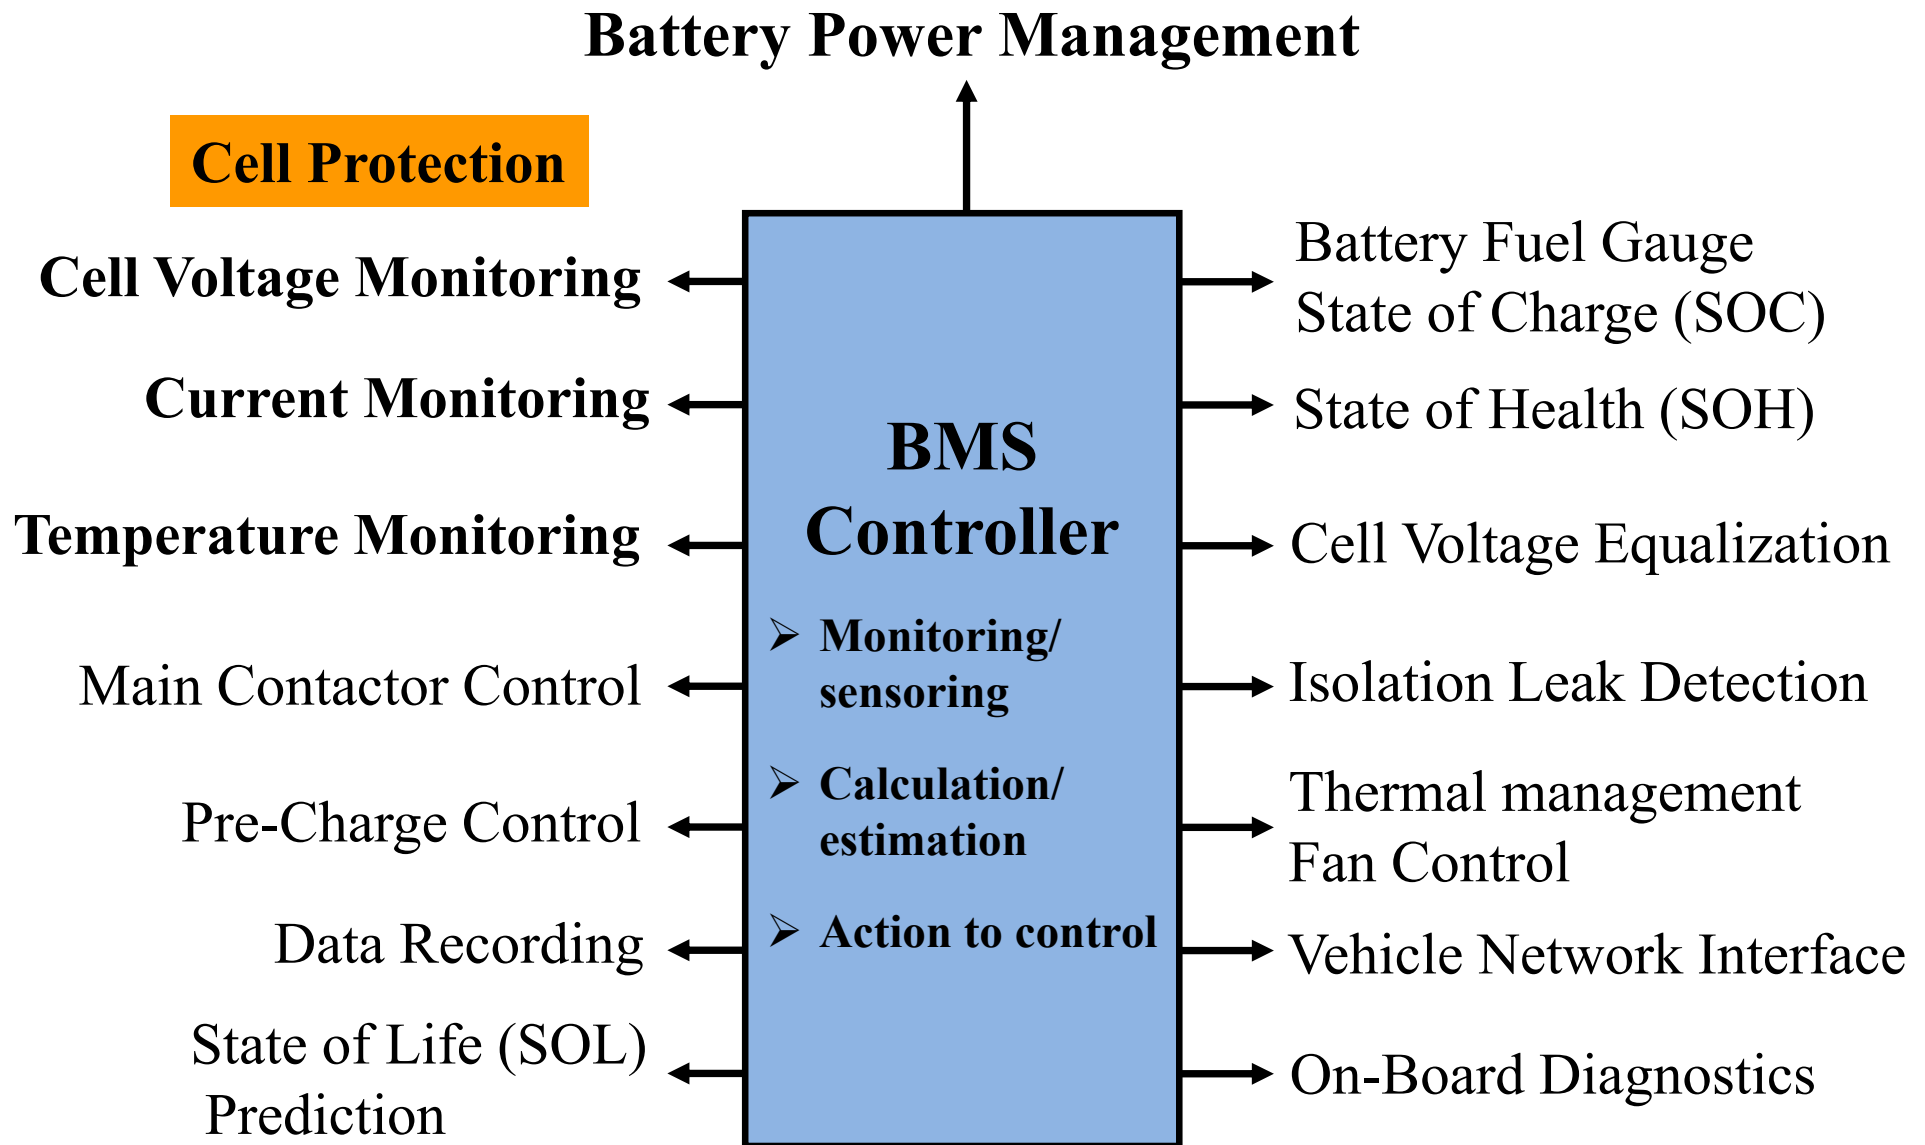 Battery Power Management
Cell Protection
Cell Voltage Monitoring
Current Monitoring
Temperature Monitoring
Main Contactor Control
Pre-Charge Control
Data Recording
State of Life (SOL)
Prediction
BMS
Controller
➢ Monitoring/
sensoring
➢ Calculation/
estimation
➢ Action to control
Battery Fuel Gauge
State of Charge (SOC)
State of Health (SOH)
Cell Voltage Equalization
Isolation Leak Detection
Thermal management
Fan Control
Vehicle Network Interface
On-Board Diagnostics